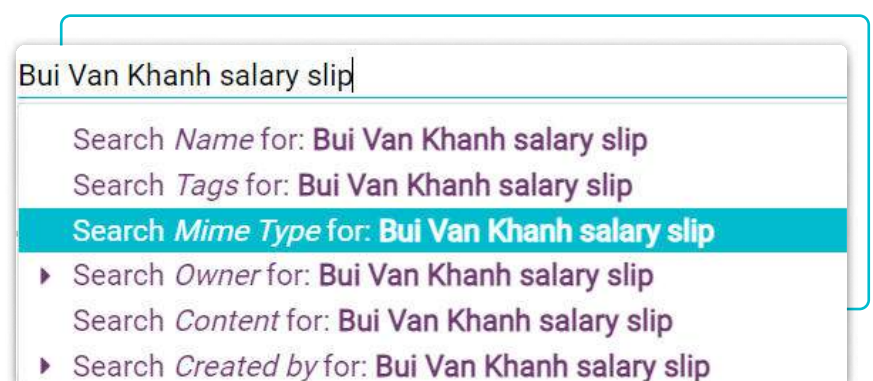 Bui Van Khanh salary slip
Search Name for: Bui Van Khanh salary slip
Search Tags for: Bui Van Khanh salary slip
Search Mime Type for: Bui Van Khanh salary slip
Search Owner for: Bui Van Khanh salary slip
Search Content for: Bui Van Khanh salary slip
Search Created by for: Bui Van Khanh salary slip